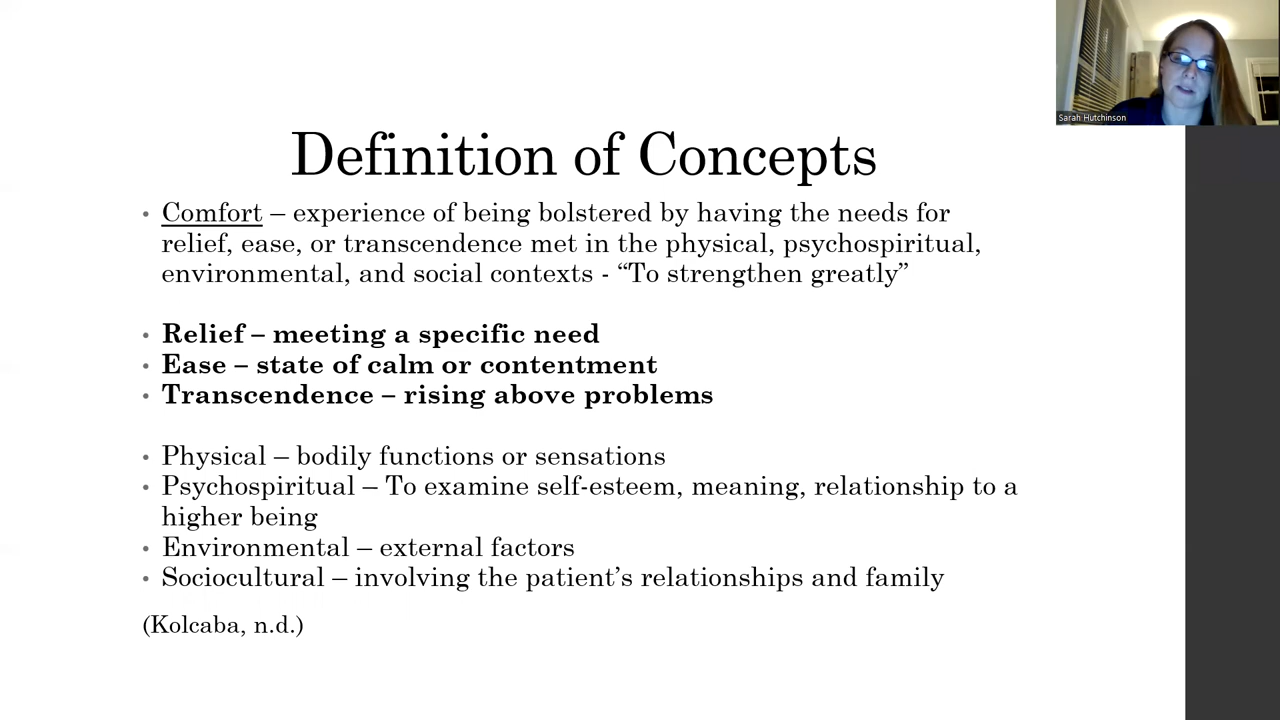 Sarah Hutchinson
Definition of Concepts
• Comfort – experience of being bolstered by having the needs for
relief, ease, or transcendence met in the physical, psychospiritual,
environmental, and social contexts - “To strengthen greatly”
• Relief – meeting a specific need
• Ease – state of calm or contentment
• Transcendence – rising above problems
• Physical – bodily functions or sensations
• Psychospiritual – To examine self-esteem, meaning, relationship to a
higher being
• Environmental – external factors
• Sociocultural – involving the patient’s relationships and family
(Kolcaba, n.d.)